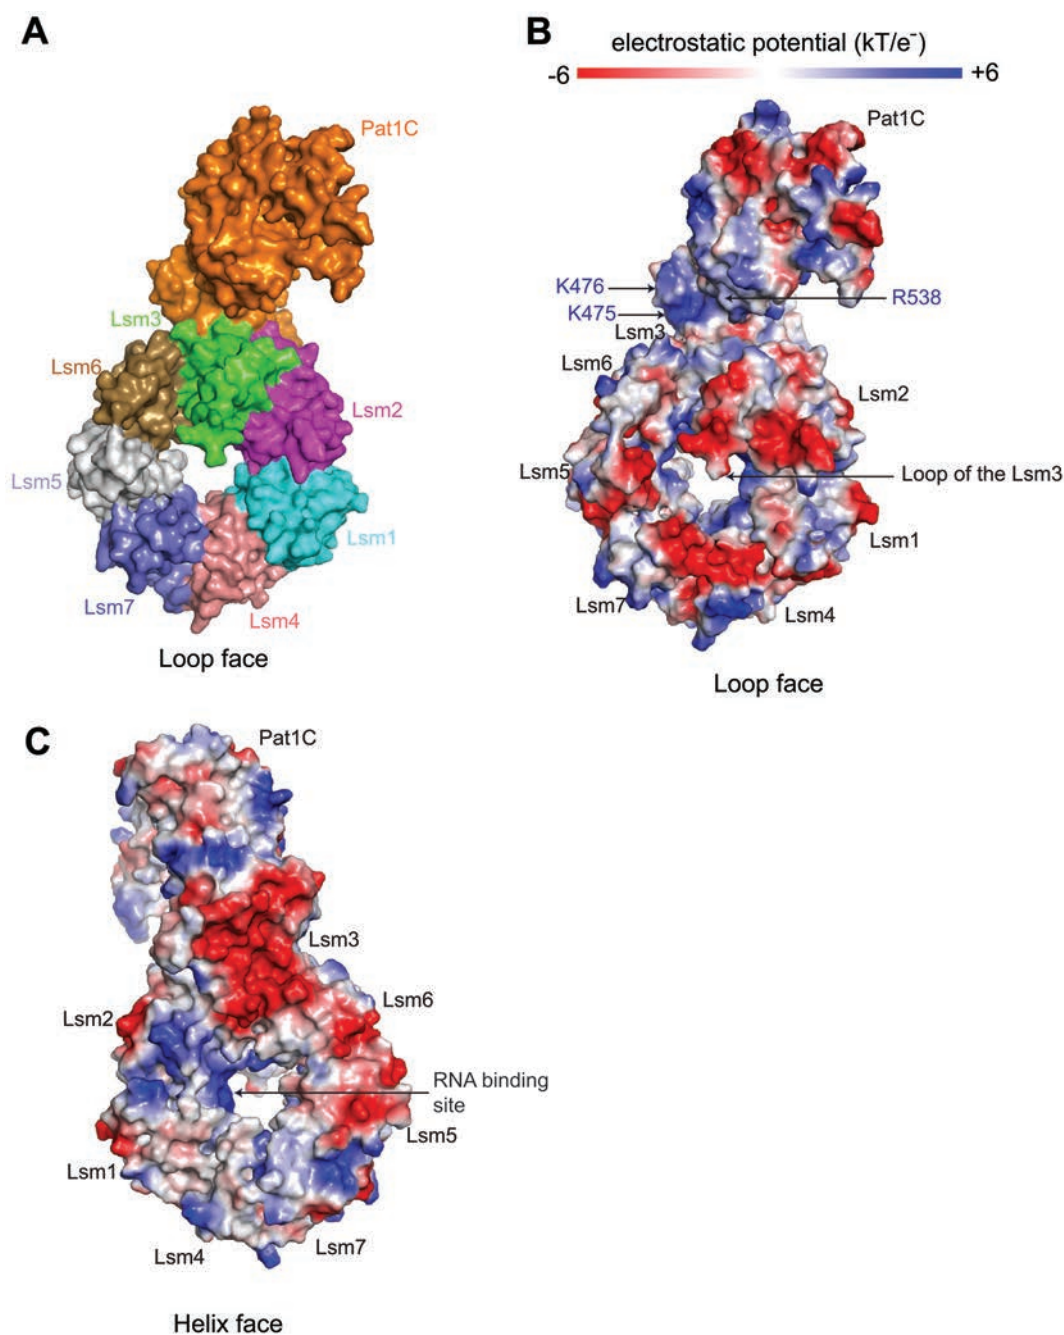 A
Pat1C
Lsm3
Lsm6
Lsm2
Lsm5
Lsm1
Lsm7
Lsm4
Loop face
B
electrostatic potential (kT/e⁻)
-6
+6
Pat1C
K476
R538
K475
Lsm3
Lsm6
Lsm2
Lsm5
Loop of the Lsm3
Lsm1
Lsm7
Lsm4
Loop face
C
Pat1C
Lsm3
Lsm6
Lsm2
RNA binding
site
Lsm5
Lsm1
Lsm4
Lsm7
Helix face